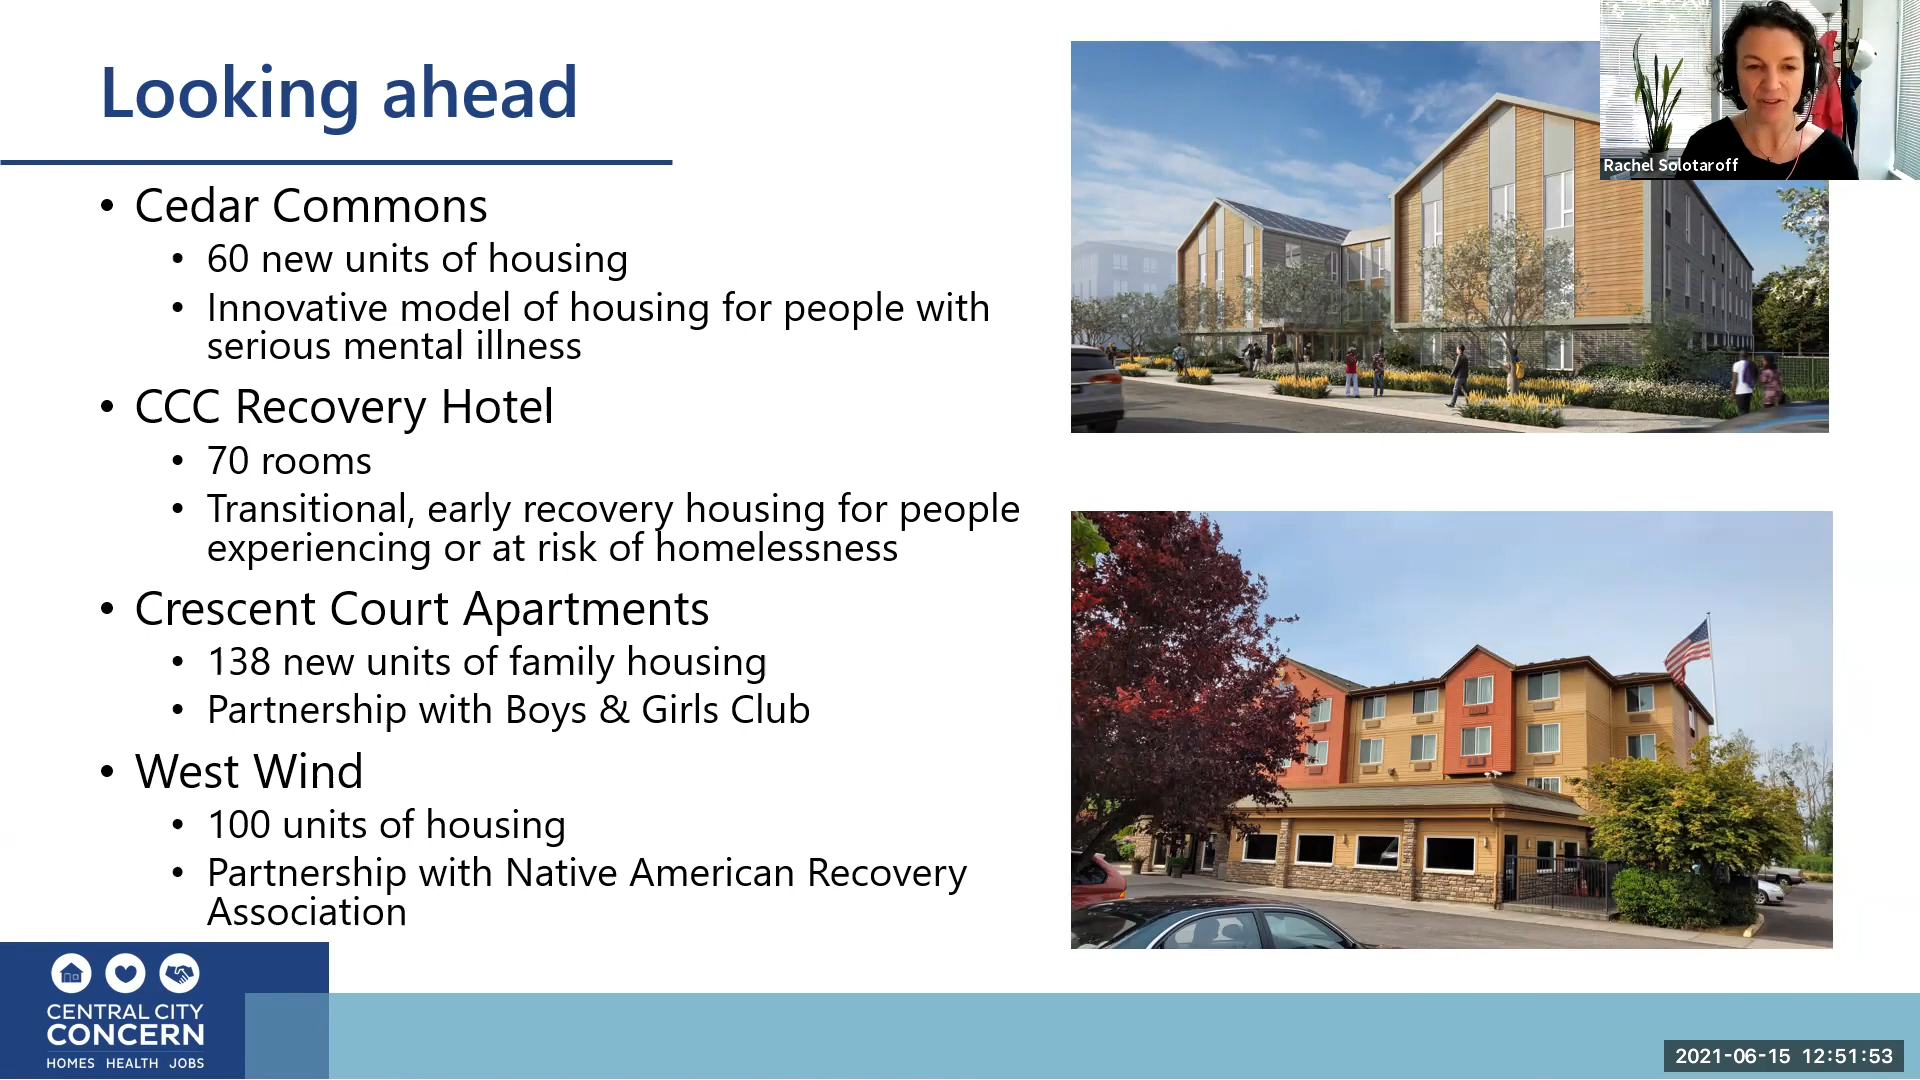 Looking ahead
• Cedar Commons
• 60 new units of housing
• Innovative model of housing for people with
serious mental illness
• CCC Recovery Hotel
• 70 rooms
• Transitional, early recovery housing for people
experiencing or at risk of homelessness
• Crescent Court Apartments
• 138 new units of family housing
• Partnership with Boys & Girls Club
• West Wind
• 100 units of housing
• Partnership with Native American Recovery
Association
Rachel Solotaroff
CENTRAL CITY
CONCERN
HOMES HEALTH JOBS
2021-06-15 12:51:53